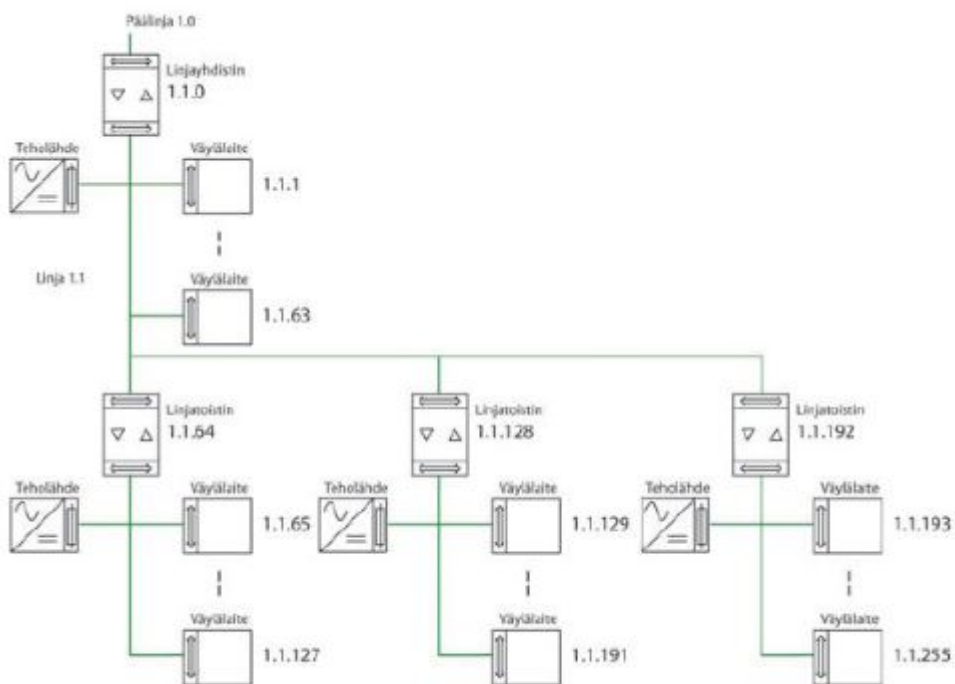 Päälinja 1.0
Linjayhdistin
1.1.0
Teholähde
Väylälaite
1.1.1
Linja 1.1
Väylälaite
1.1.63
Linjatoistin
1.1.64
Linjatoistin
1.1.128
Linjatoistin
1.1.192
Teholähde
Väylälaite
1.1.65
Teholähde
Väylälaite
1.1.129
Teholähde
Väylälaite
1.1.193
Väylälaite
1.1.127
Väylälaite
1.1.191
Väylälaite
1.1.255